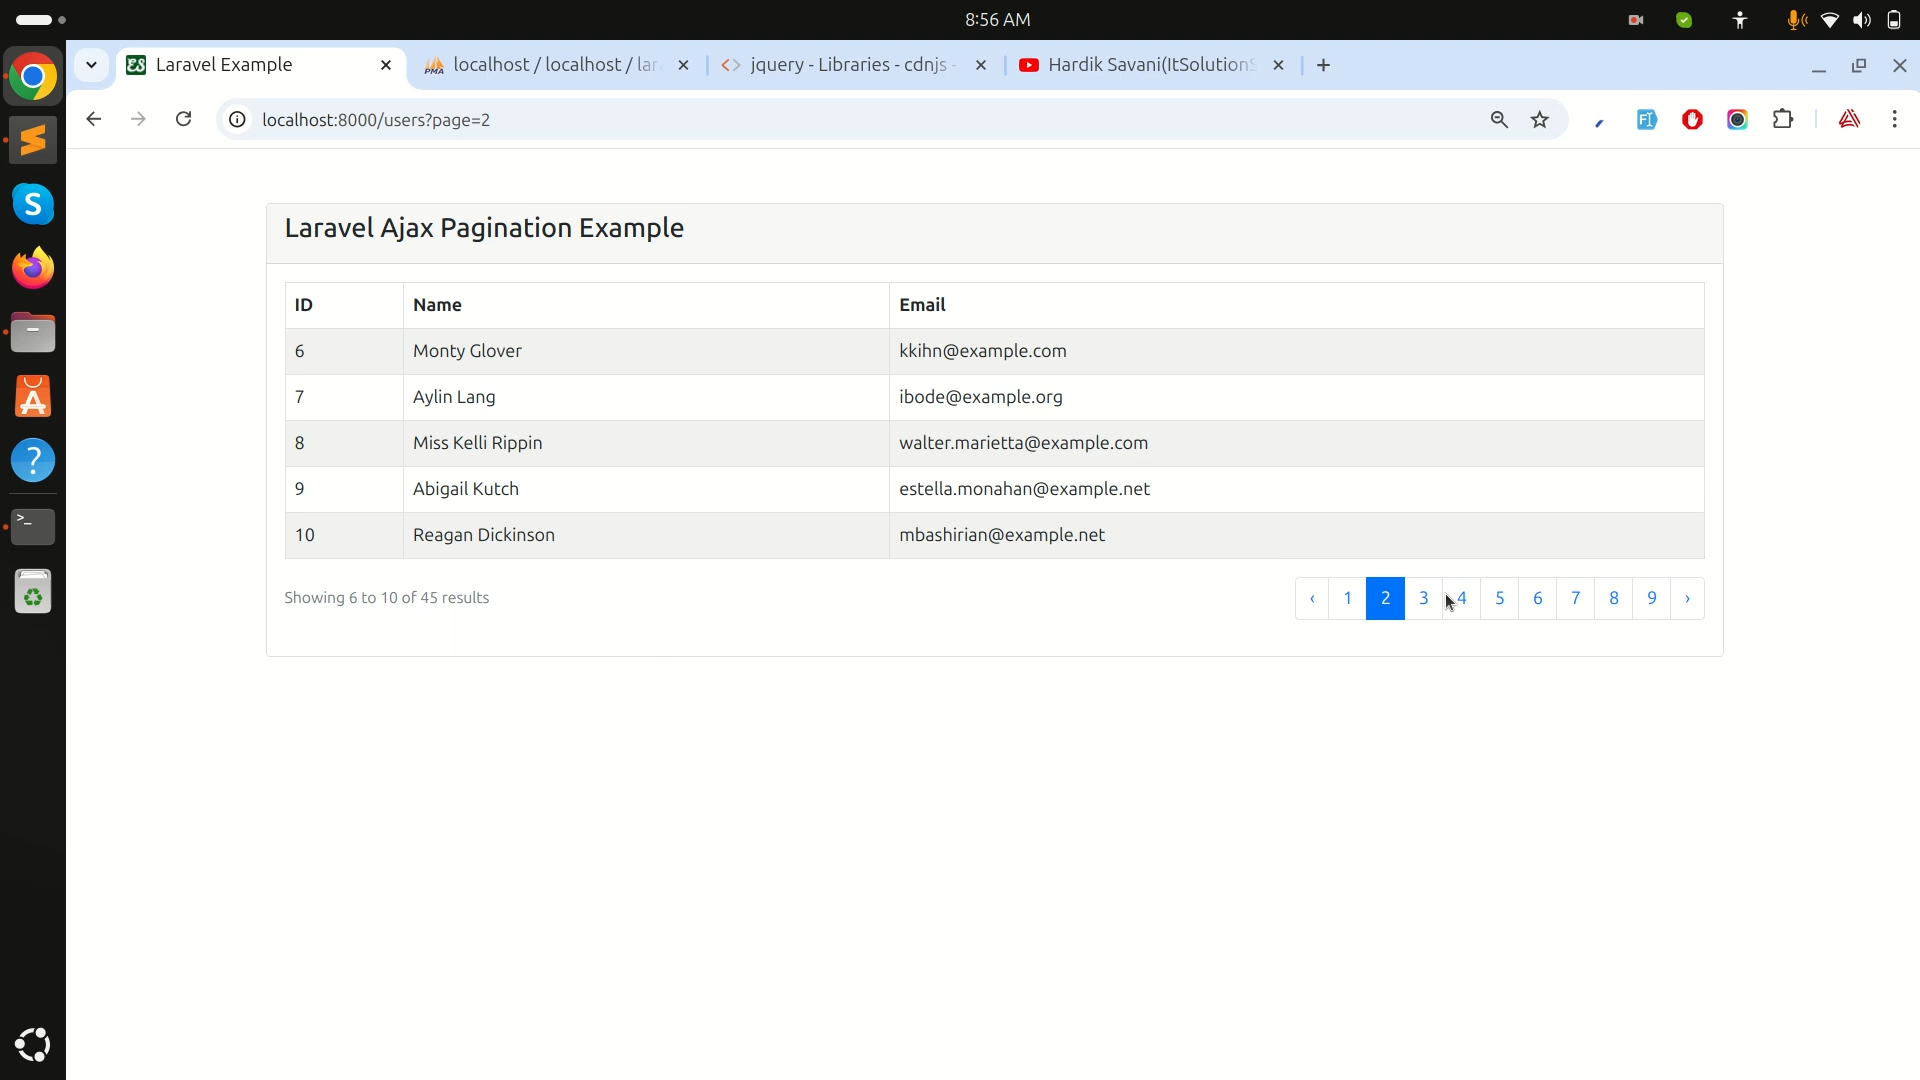 8:56 AM
Laravel Example
PMA
localhost / localhost / lar
jquery - Libraries - cdnjs -
Hardik Savani(ItSolutionS
localhost:8000/users?page=2
Laravel Ajax Pagination Example
ID Name Email
6 Monty Glover kkihn@example.com
7 Aylin Lang ibode@example.org
8 Miss Kelli Rippin walter.marietta@example.com
9 Abigail Kutch estella.monahan@example.net
10 Reagan Dickinson mbashirian@example.net
Showing 6 to 10 of 45 results
‹ 1 2 3 4 5 6 7 8 9 ›